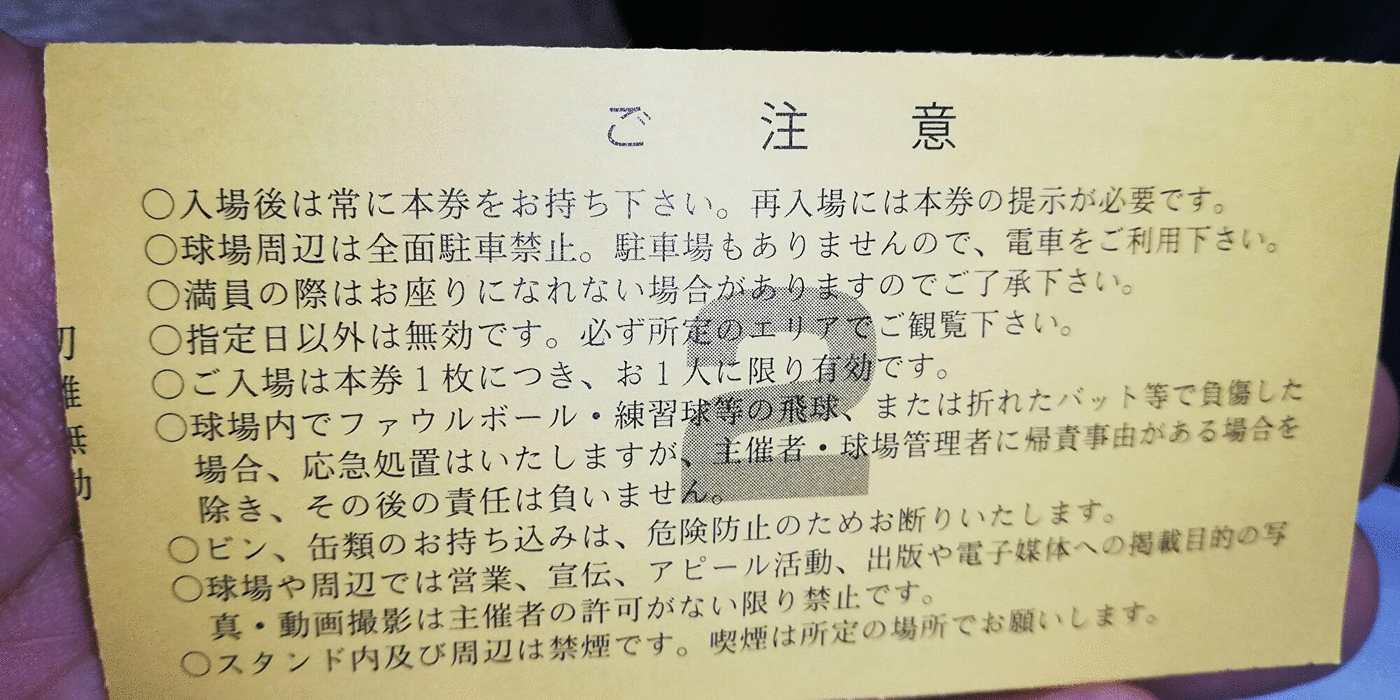 ご注意
○入場後は常に本券をお持ち下さい。再入場には本券の提示が必要です。
○球場周辺は全面駐車禁止。駐車場もありませんので、電車をご利用下さい。
○満員の際はお座りになれない場合がありますのでご了承下さい。
○指定日以外は無効です。必ず所定のエリアでご観覧下さい。
○ご入場は本券1枚につき、お1人に限り有効です。
○球場内でファウルボール・練習球等の飛球、または折れたバット等で負傷した
場合、応急処置はいたしますが、主催者・球場管理者に帰責事由がある場合を
除き、その後の責任は負いません。
○ビン、缶類のお持ち込みは、危険防止のためお断りいたします。
○球場や周辺では営業、宣伝、アピール活動、出版や電子媒体への掲載目的の写
真・動画撮影は主催者の許可がない限り禁止です。
○スタンド内及び周辺は禁煙です。喫煙は所定の場所でお願いします。
2